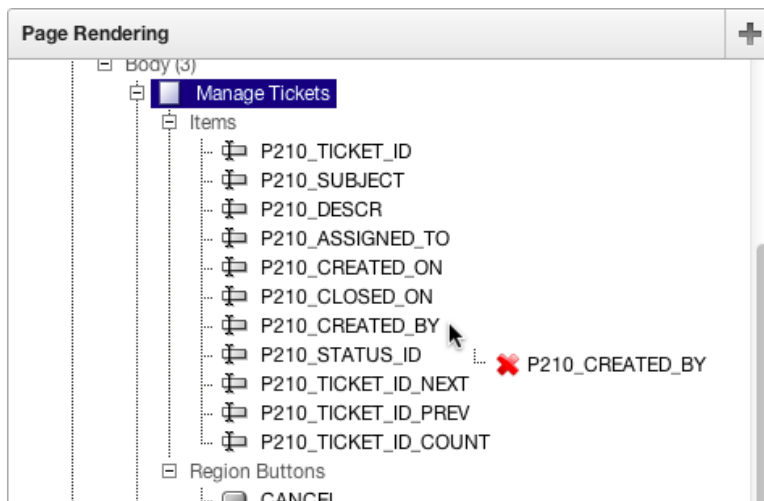 Page Rendering
Body (3)
Manage Tickets
Items
P210_TICKET_ID
P210_SUBJECT
P210_DESCR
P210_ASSIGNED_TO
P210_CREATED_ON
P210_CLOSED_ON
P210_CREATED_BY
P210_STATUS_ID
P210_CREATED_BY
P210_TICKET_ID_NEXT
P210_TICKET_ID_PREV
P210_TICKET_ID_COUNT
Region Buttons
CANCEL